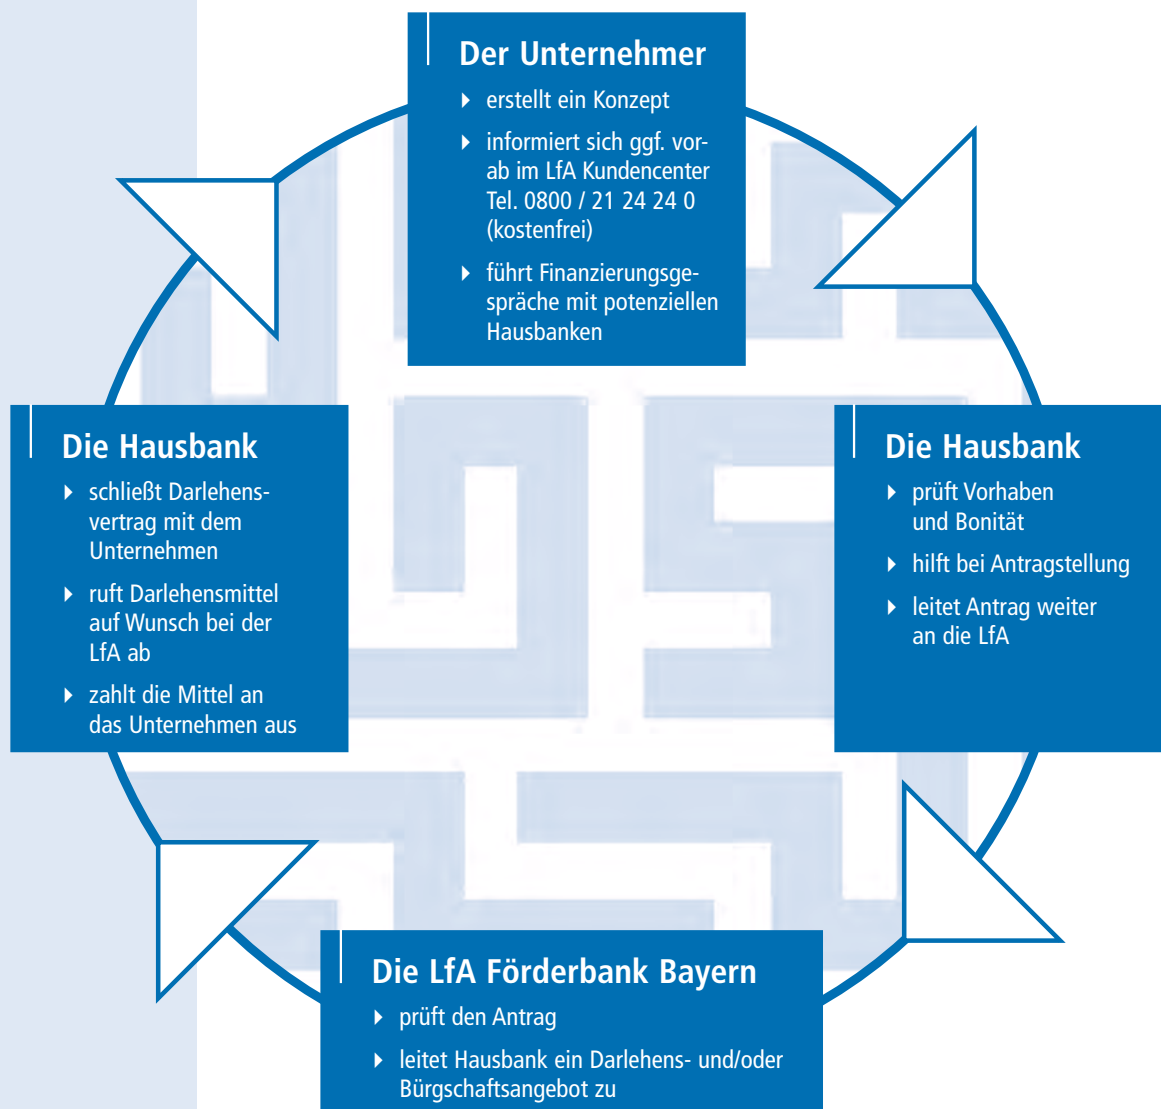 Der Unternehmer
▸ erstellt ein Konzept
▸ informiert sich ggf. vor-
ab im LfA Kundencenter
Tel. 0800 / 21 24 24 0
(kostenfrei)
▸ führt Finanzierungsge-
spräche mit potenziellen
Hausbanken
Die Hausbank
▸ prüft Vorhaben
und Bonität
▸ hilft bei Antragstellung
▸ leitet Antrag weiter
an die LfA
Die LfA Förderbank Bayern
▸ prüft den Antrag
▸ leitet Hausbank ein Darlehens- und/oder
Bürgschaftsangebot zu
Die Hausbank
▸ schließt Darlehens-
vertrag mit dem
Unternehmen
▸ ruft Darlehensmittel
auf Wunsch bei der
LfA ab
▸ zahlt die Mittel an
das Unternehmen aus